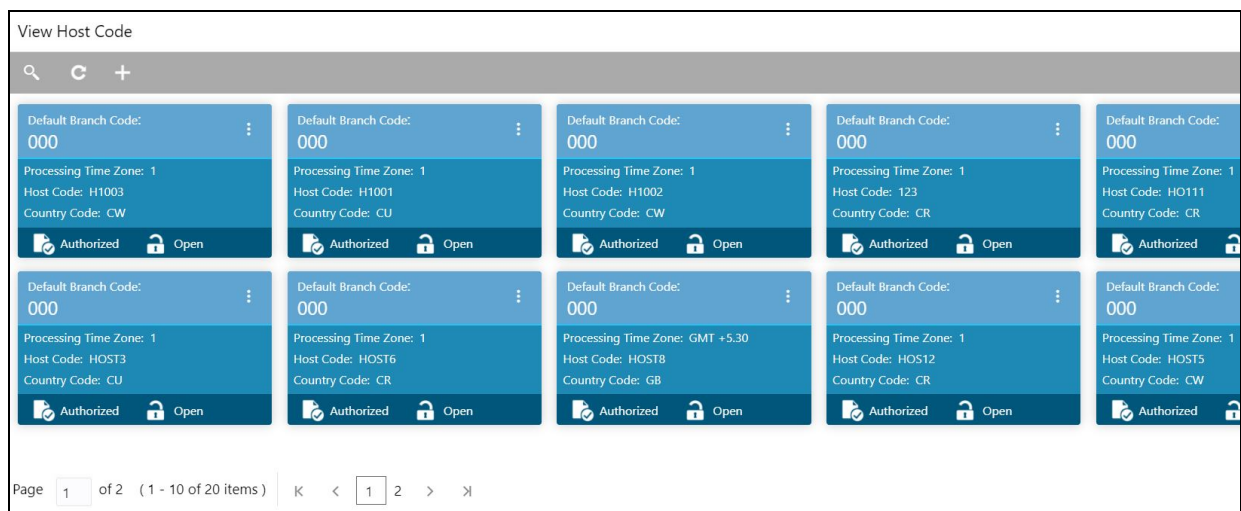 View Host Code
Default Branch Code:
000
Processing Time Zone: 1
Host Code: H1003
Country Code: CW
Authorized Open
Default Branch Code:
000
Processing Time Zone: 1
Host Code: H1001
Country Code: CU
Authorized Open
Default Branch Code:
000
Processing Time Zone: 1
Host Code: H1002
Country Code: CW
Authorized Open
Default Branch Code:
000
Processing Time Zone: 1
Host Code: 123
Country Code: CR
Authorized Open
Default Branch Code:
000
Processing Time Zone: 1
Host Code: HO111
Country Code: CR
Authorized
Default Branch Code:
000
Processing Time Zone: 1
Host Code: HOST3
Country Code: CU
Authorized Open
Default Branch Code:
000
Processing Time Zone: 1
Host Code: HOST6
Country Code: CR
Authorized Open
Default Branch Code:
000
Processing Time Zone: GMT +5.30
Host Code: HOST8
Country Code: GB
Authorized Open
Default Branch Code:
000
Processing Time Zone: 1
Host Code: HOS12
Country Code: CR
Authorized Open
Default Branch Code:
000
Processing Time Zone: 1
Host Code: HOST5
Country Code: CW
Authorized
Page 1 of 2 ( 1 - 10 of 20 items ) 1 2